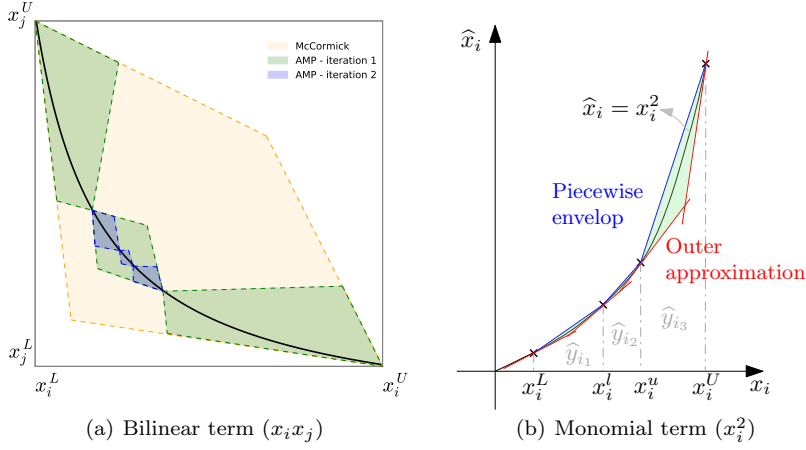 x_j^U
McCormick
AMP - iteration 1
AMP - iteration 2
x_j^L
x_i^L
x_i^U
(a) Bilinear term (x_i x_j)
x̂_i
x̂_i = x_i^2
Piecewise
envelop
Outer
approximation
ŷ_{i_1}
ŷ_{i_2}
ŷ_{i_3}
x_i^L
x_i^l
x_i^u
x_i^U
x_i
(b) Monomial term (x_i^2)